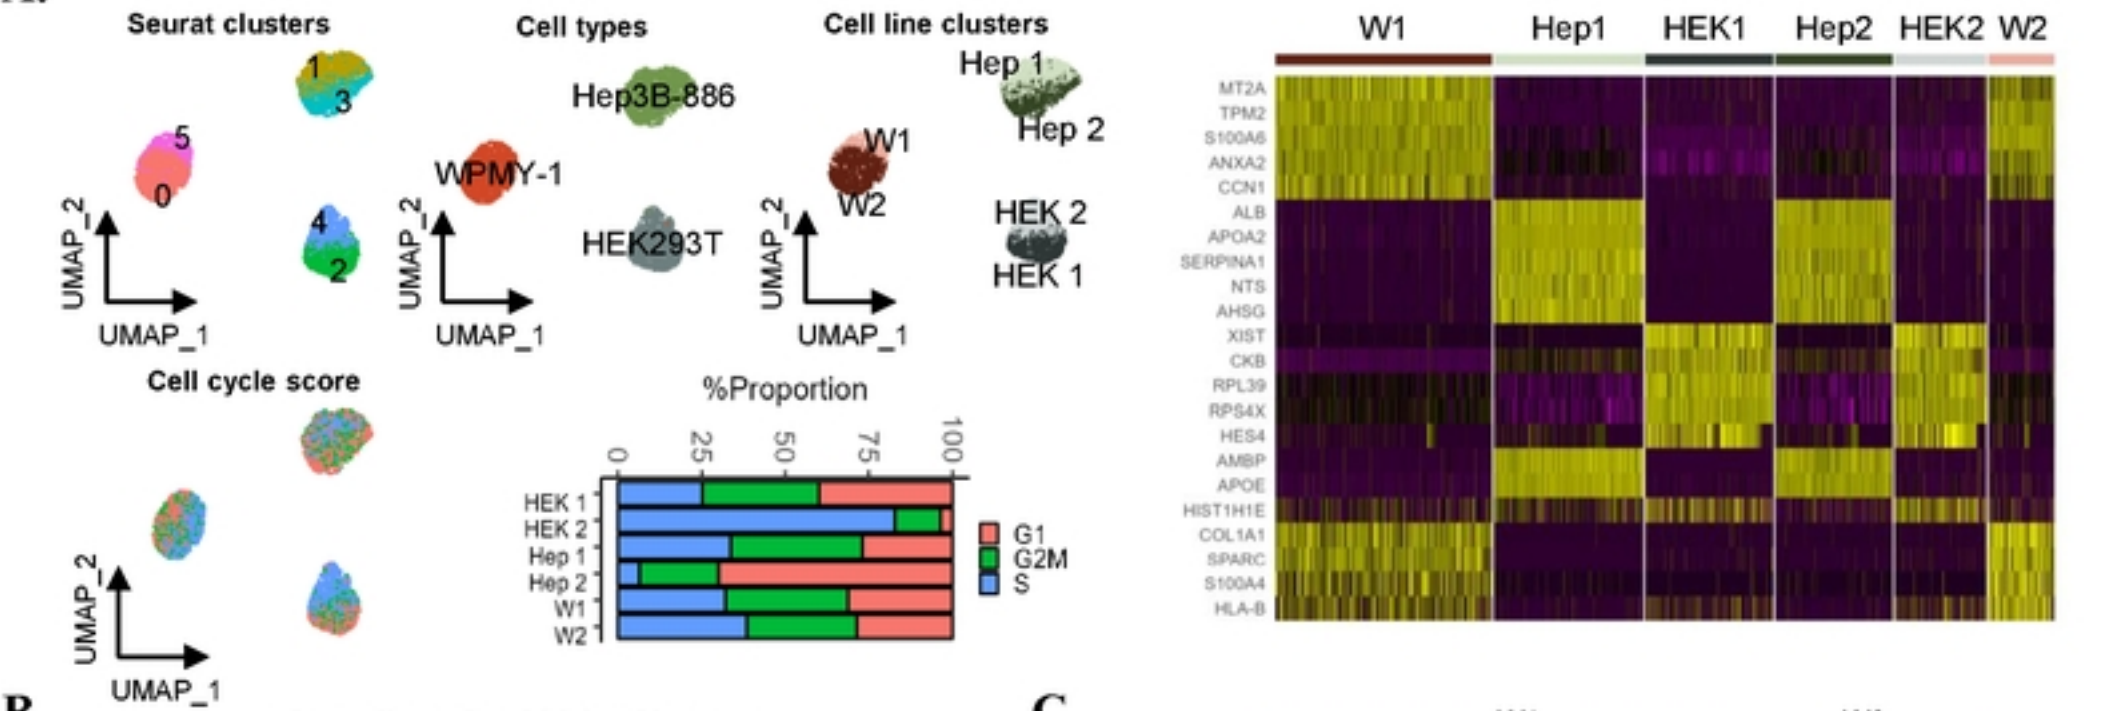 Seurat clusters
1
3
5
0
4
2
UMAP_2
UMAP_1
Cell types
Hep3B-886
WPMY-1
HEK293T
UMAP_2
UMAP_1
Cell line clusters
Hep 1
Hep 2
W1
W2
HEK 2
HEK 1
UMAP_2
UMAP_1
Cell cycle score
UMAP_2
UMAP_1
%Proportion
0
25
50
75
100
HEK 1
HEK 2
Hep 1
Hep 2
W1
W2
G1
G2M
S
W1 Hep1 HEK1 Hep2 HEK2 W2
MT2A
TPM2
S100A6
ANXA2
CCN1
ALB
APOA2
SERPINA1
NTS
AHSG
XIST
CKB
RPL39
RPS4X
HES4
AMBP
APOE
HIST1H1E
COL1A1
SPARC
S100A4
HLA-B